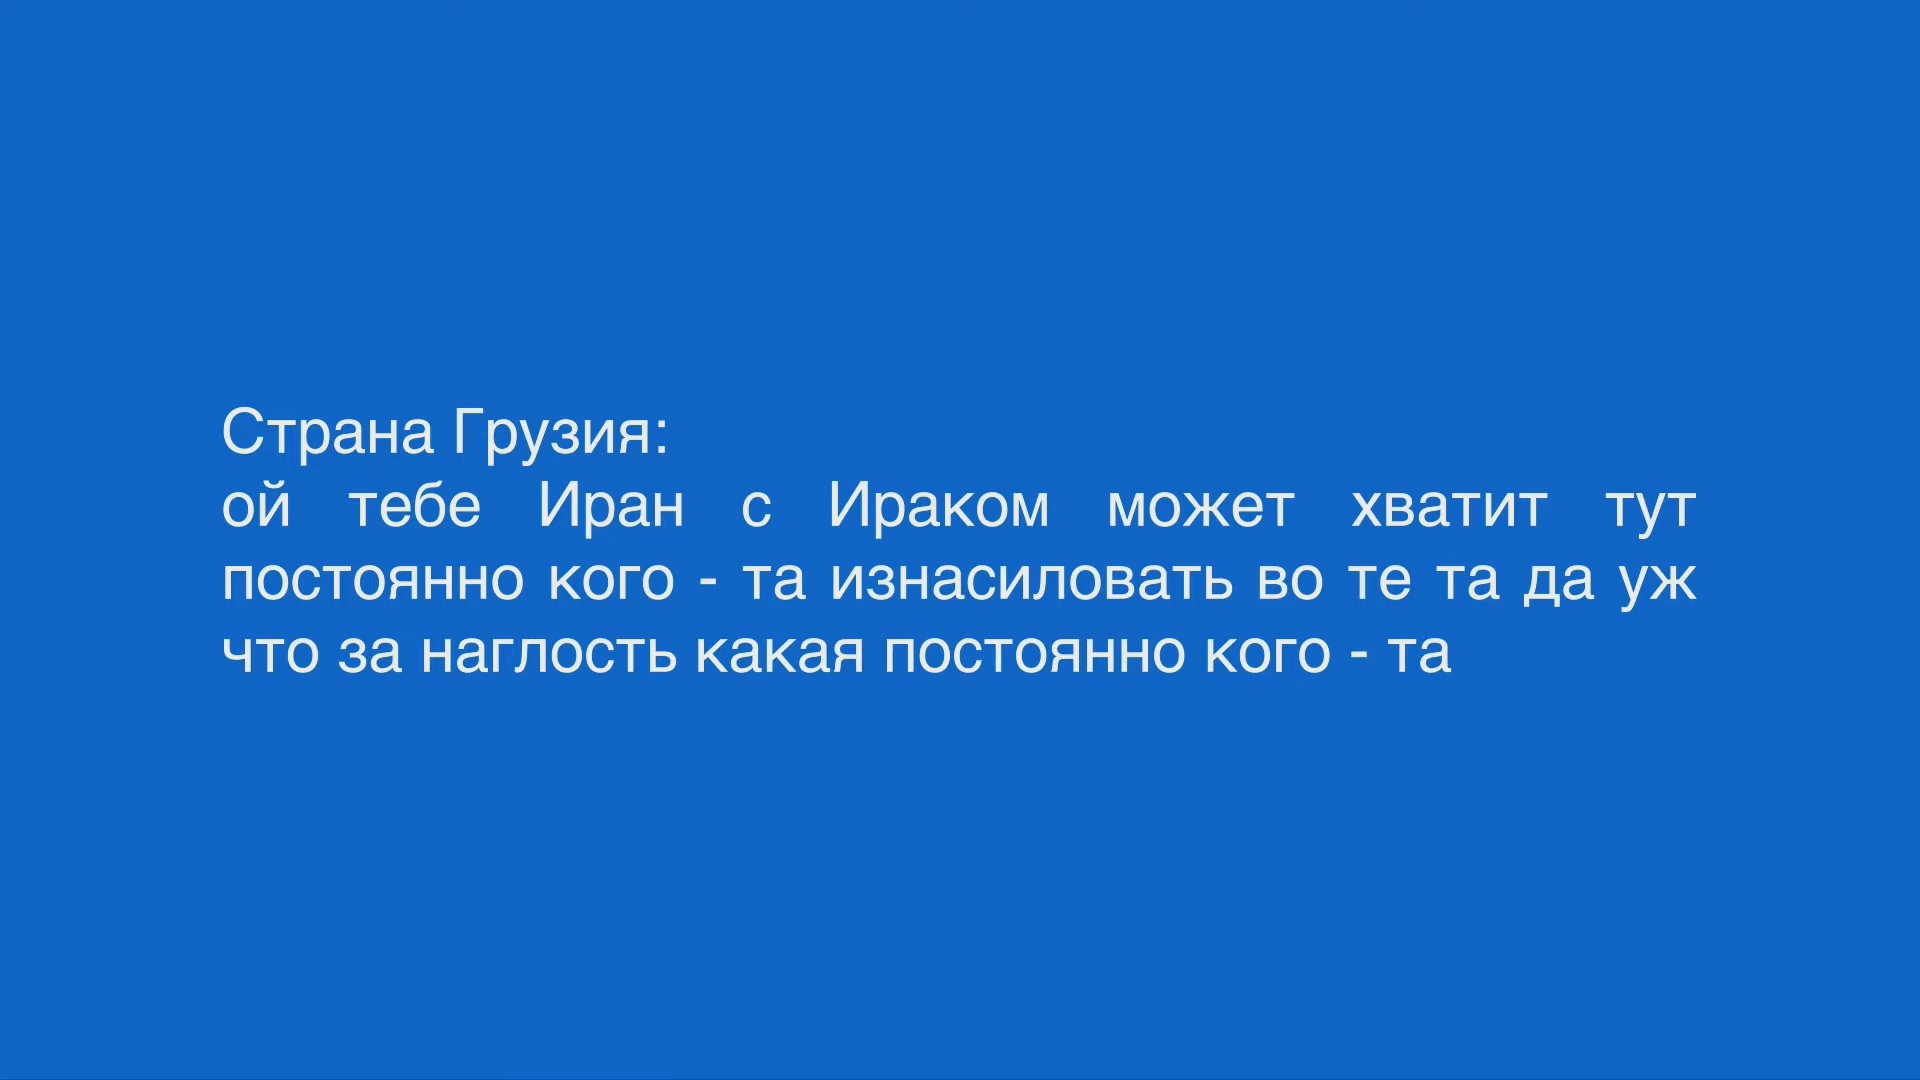 Страна Грузия:
ой тебе Иран с Ираком может хватит тут
постоянно кого - та изнасиловать во те та да уж
что за наглость какая постоянно кого - та